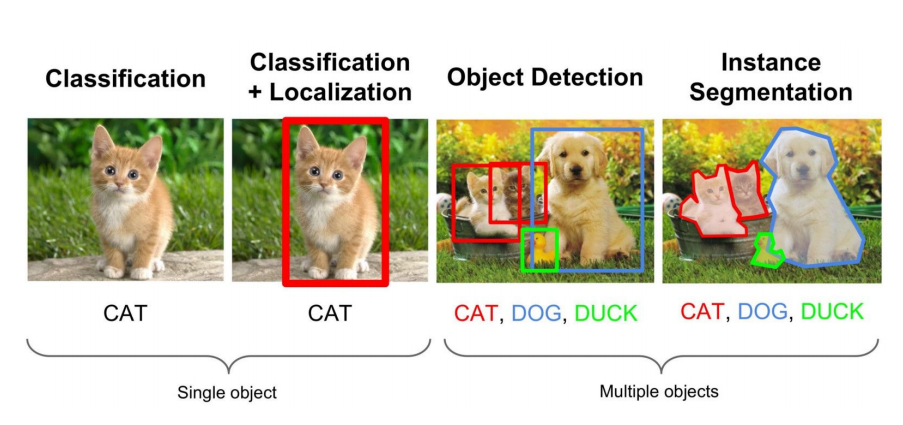 Classification
Classification
+ Localization
Object Detection
Instance
Segmentation
CAT
CAT
CAT, DOG, DUCK
CAT, DOG, DUCK
Single object
Multiple objects